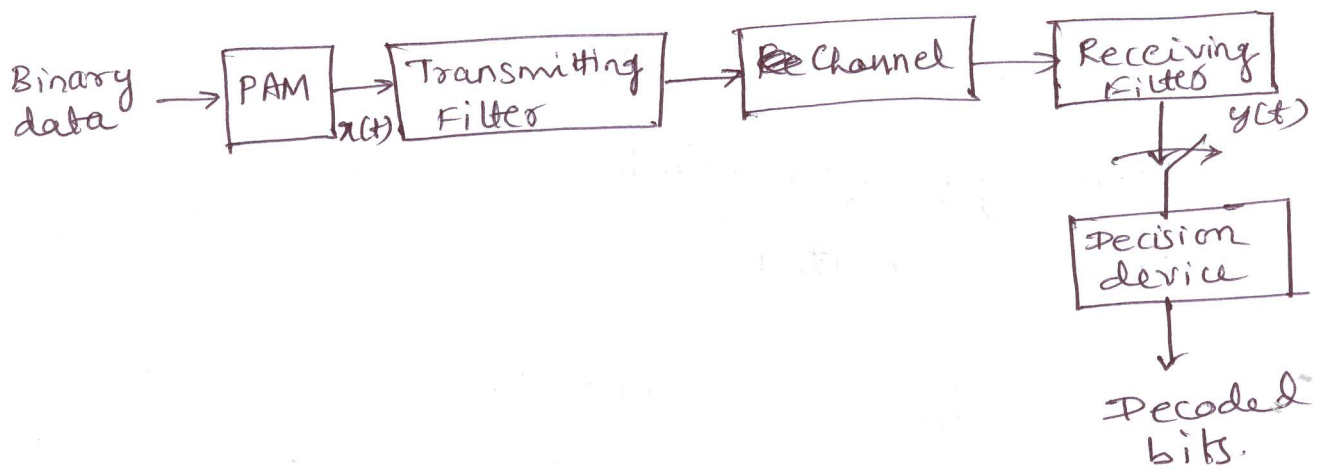 Binary
data
PAM
x(t)
Transmitting
Filter
Channel
Receiving
Filter
y(t)
Decision
device
Decoded
bits.